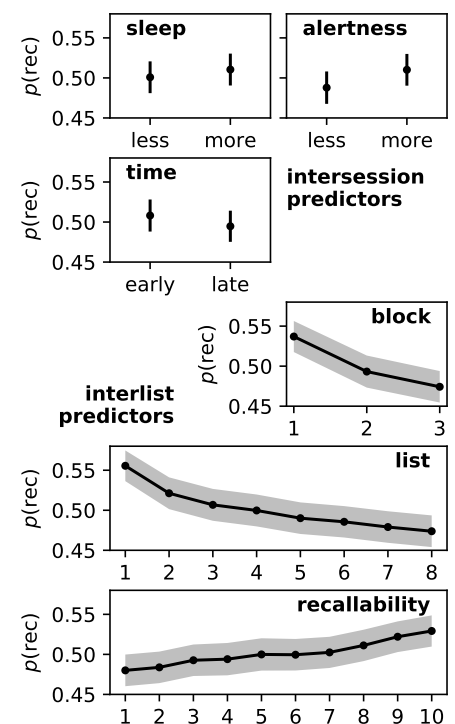 sleep
alertness
p(rec)
0.55
0.50
0.45
less more
less more
time
p(rec)
0.55
0.50
0.45
early late
intersession
predictors
block
p(rec)
0.55
0.50
0.45
1 2 3
interlist
predictors
list
p(rec)
0.55
0.50
0.45
1 2 3 4 5 6 7 8
recallability
p(rec)
0.55
0.50
0.45
1 2 3 4 5 6 7 8 9 10